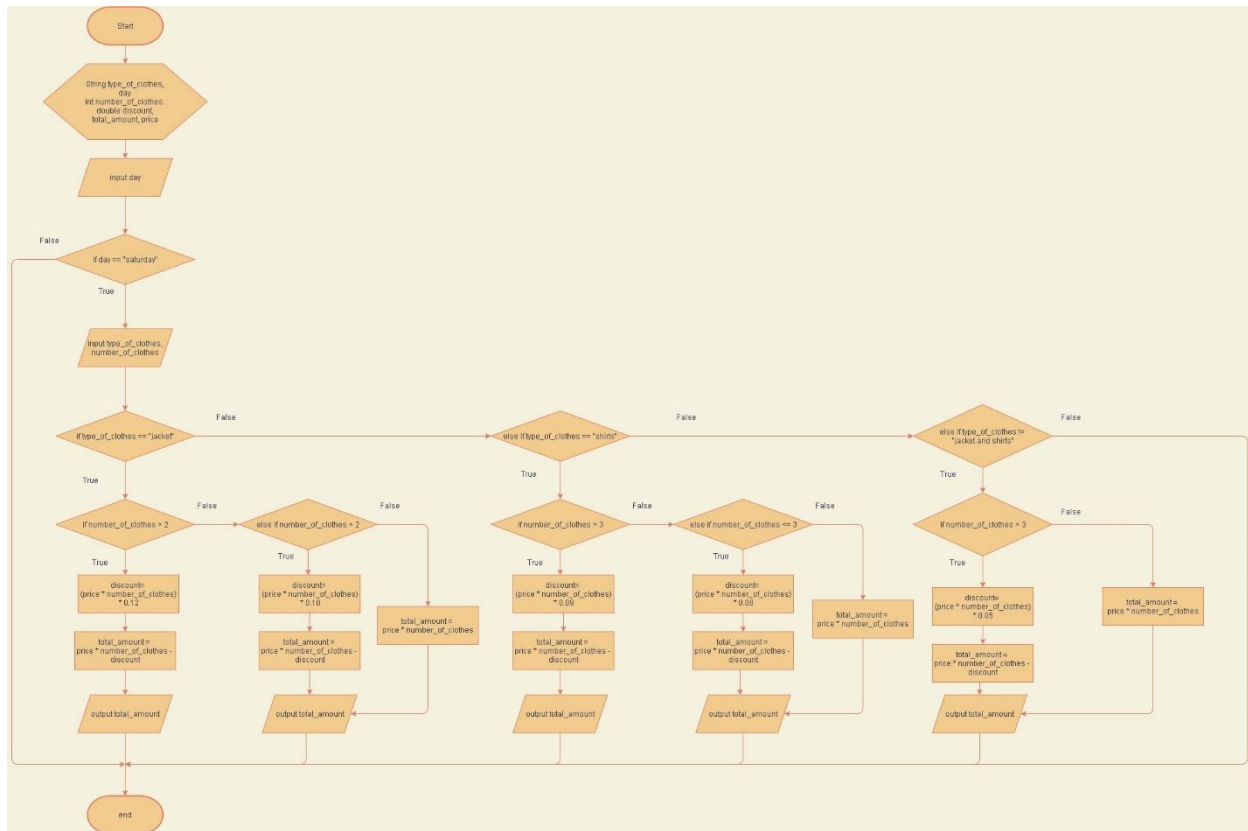 Start
String type_of_clothes,
day.
Int number_of_clothes.
double discount,
total_amount, price
input day
False
if day == "saturday"
True
input type_of_clothes,
number_of_clothes
if type_of_clothes == "jacket"
False
else if type_of_clothes == "shirts"
False
else if type_of_clothes !=
"jacket and shirts"
False
True
True
True
if number_of_clothes > 2
False
else if number_of_clothes < 2
False
if number_of_clothes > 3
False
else if number_of_clothes <= 3
False
if number_of_clothes > 3
False
True
True
True
True
True
discount=
(price * number_of_clothes)
* 0.12
discount=
(price * number_of_clothes)
* 0.10
total_amount =
price * number_of_clothes
discount=
(price * number_of_clothes)
* 0.09
discount=
(price * number_of_clothes)
* 0.08
total_amount =
price * number_of_clothes
discount=
(price * number_of_clothes)
* 0.05
total_amount =
price * number_of_clothes
total_amount =
price * number_of_clothes -
discount
total_amount =
price * number_of_clothes -
discount
total_amount =
price * number_of_clothes -
discount
total_amount =
price * number_of_clothes -
discount
total_amount =
price * number_of_clothes -
discount
output total_amount
output total_amount
output total_amount
output total_amount
output total_amount
end